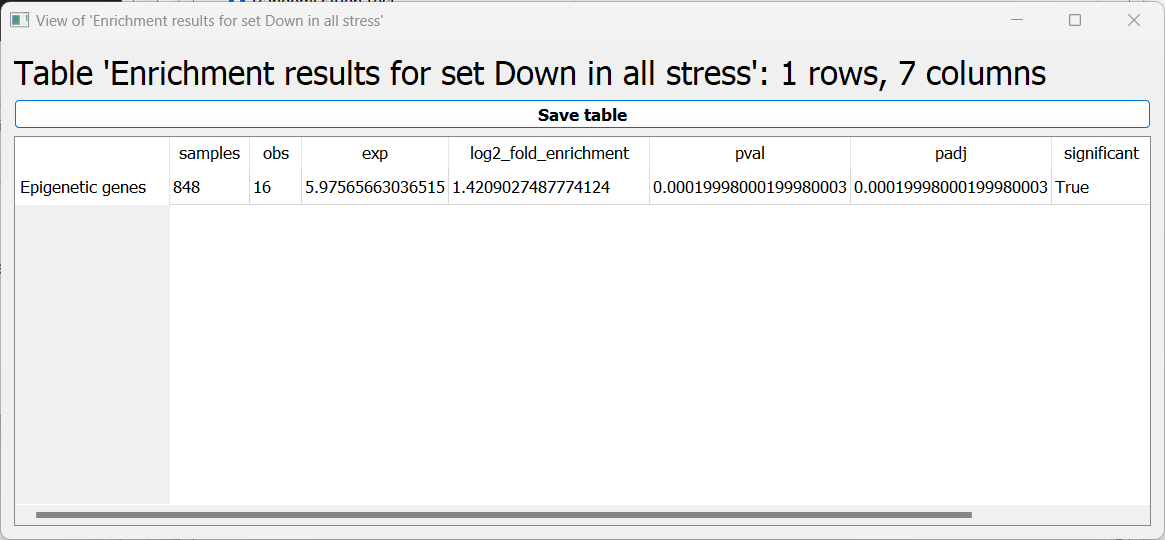 View of 'Enrichment results for set Down in all stress'
Table 'Enrichment results for set Down in all stress': 1 rows, 7 columns
Save table
samples obs exp log2_fold_enrichment pval padj significant
Epigenetic genes 848 16 5.97565663036515 1.4209027487774124 0.00019998000199980003 0.00019998000199980003 True